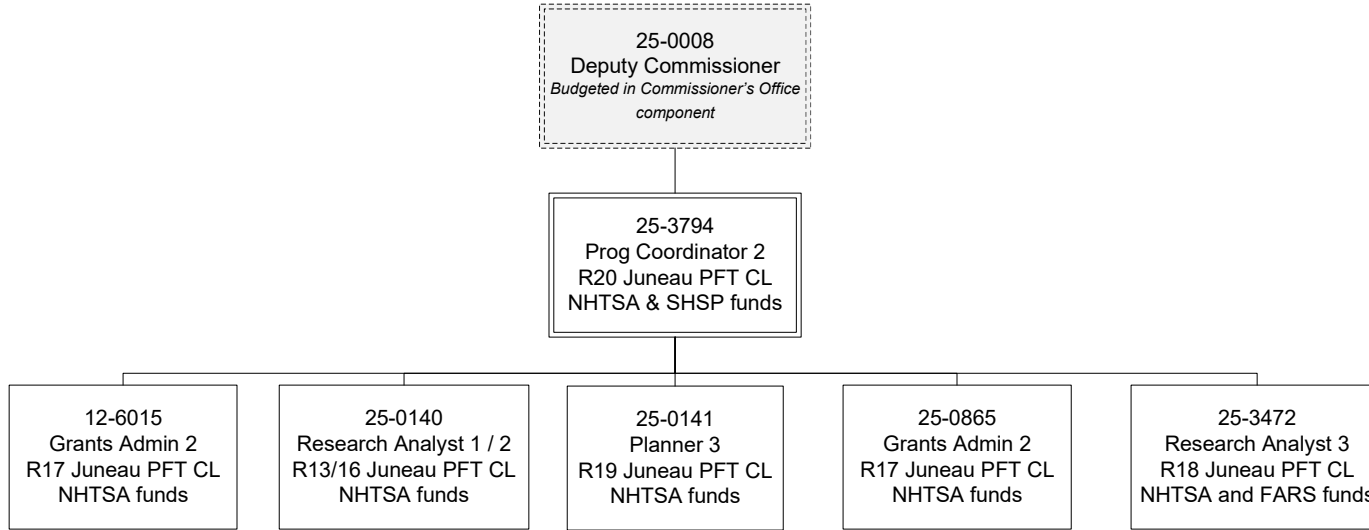 25-0008
Deputy Commissioner
Budgeted in Commissioner's Office
component
25-3794
Prog Coordinator 2
R20 Juneau PFT CL
NHTSA & SHSP funds
12-6015
Grants Admin 2
R17 Juneau PFT CL
NHTSA funds
25-0140
Research Analyst 1 / 2
R13/16 Juneau PFT CL
NHTSA funds
25-0141
Planner 3
R19 Juneau PFT CL
NHTSA funds
25-0865
Grants Admin 2
R17 Juneau PFT CL
NHTSA funds
25-3472
Research Analyst 3
R18 Juneau PFT CL
NHTSA and FARS funds